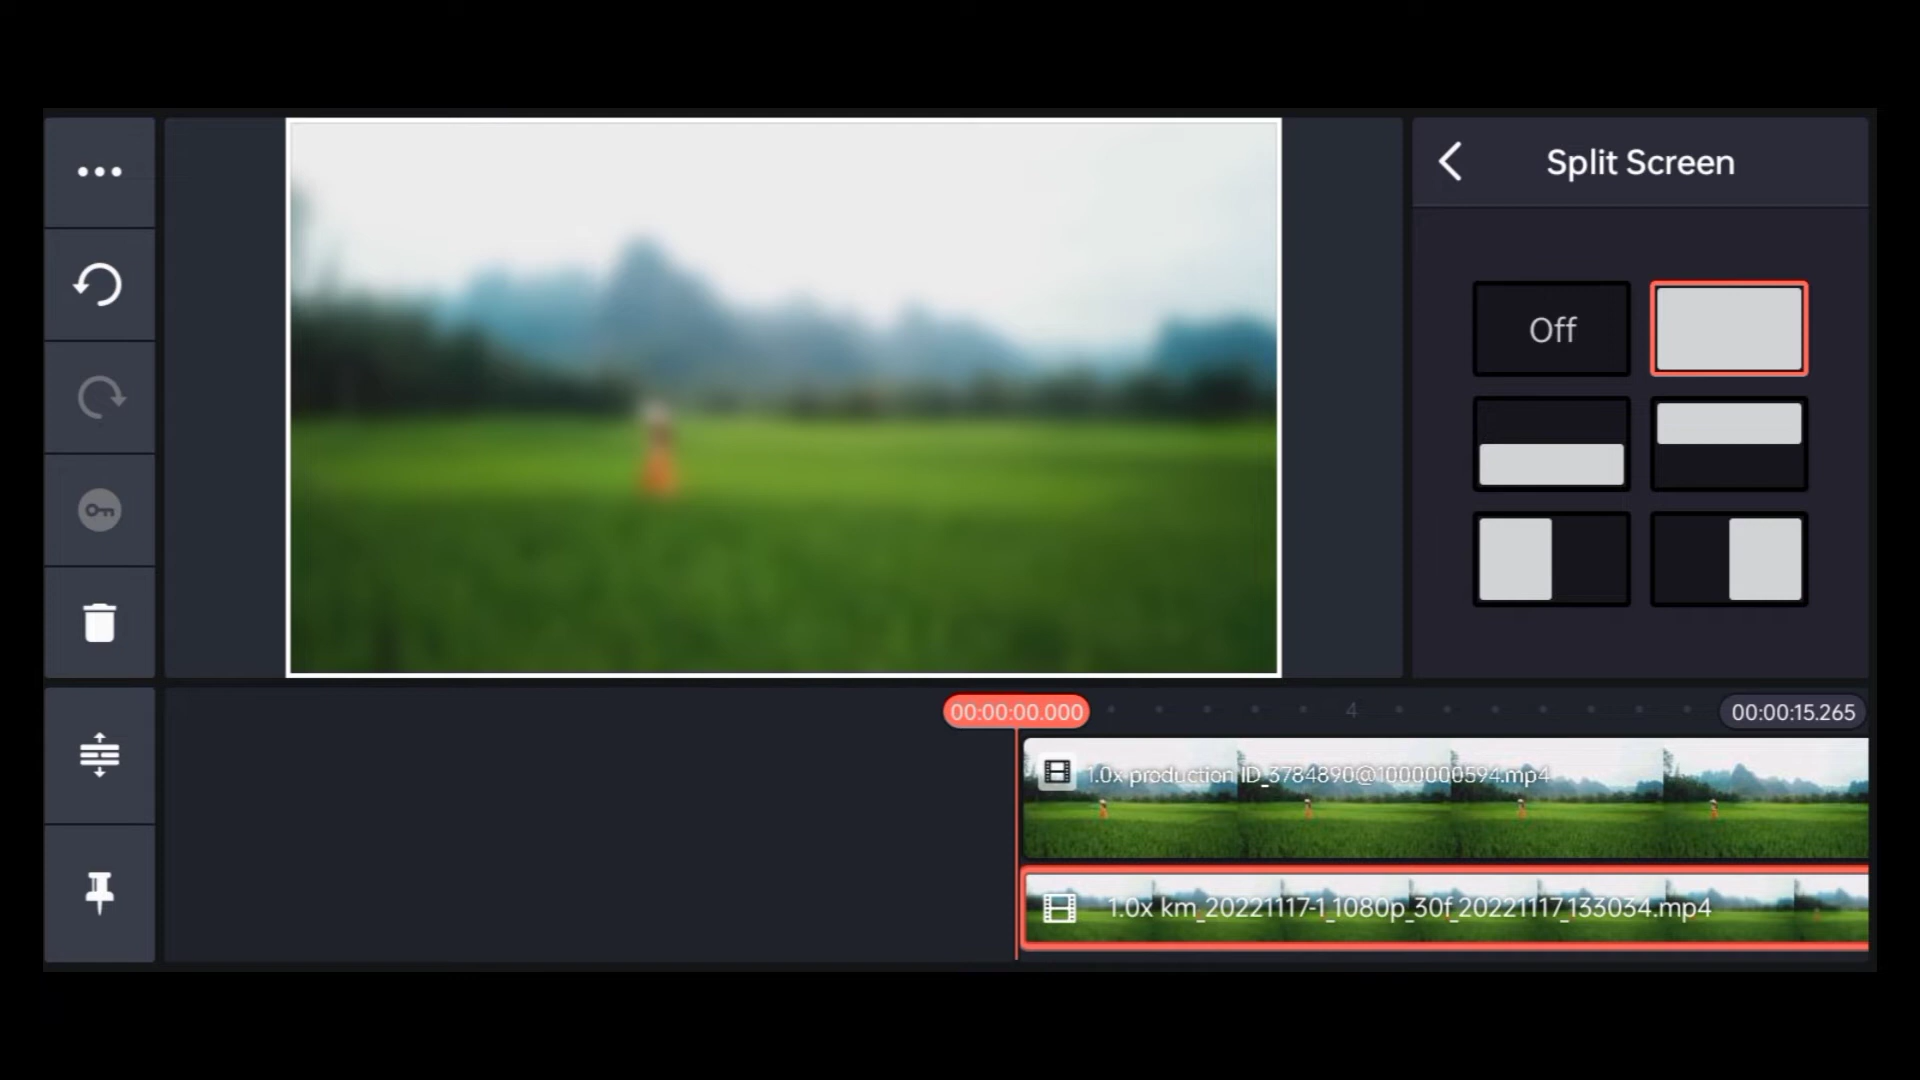 Split Screen
Off
00:00:00.000
4
00:00:15.265
1.0x production ID_3784890@1000000594.mp4
1.0x km_20221117-1_1080p_30f_20221117_133034.mp4